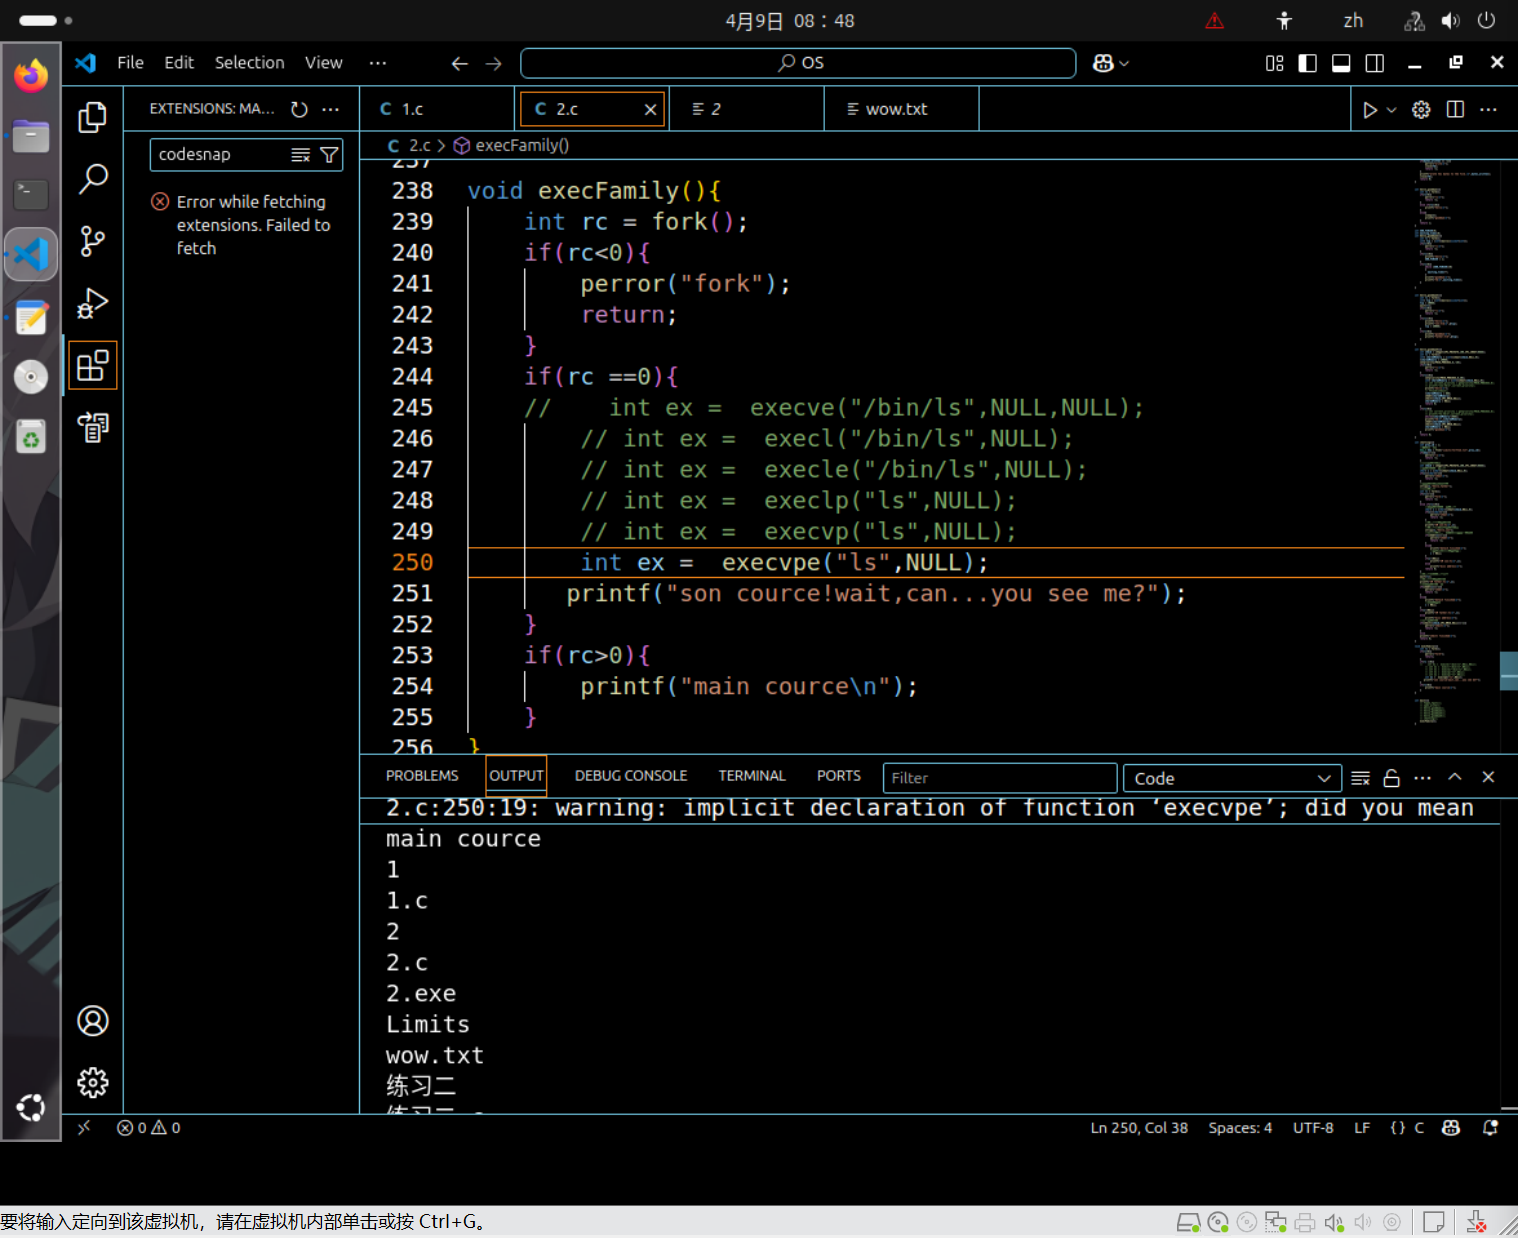 4月9日 08：48
zh
File Edit Selection View ···
OS
EXTENSIONS: MA... ···
C 1.c
C 2.c
2
wow.txt
C 2.c > execFamily()
codesnap
Error while fetching
extensions. Failed to
fetch
237
238 void execFamily(){
239 int rc = fork();
240 if(rc<0){
241 perror("fork");
242 return;
243 }
244 if(rc ==0){
245 // int ex = execve("/bin/ls",NULL,NULL);
246 // int ex = execl("/bin/ls",NULL);
247 // int ex = execle("/bin/ls",NULL);
248 // int ex = execlp("ls",NULL);
249 // int ex = execvp("ls",NULL);
250 int ex = execvpe("ls",NULL);
251 printf("son cource!wait,can...you see me?");
252 }
253 if(rc>0){
254 printf("main cource\n");
255 }
256 }
PROBLEMS OUTPUT DEBUG CONSOLE TERMINAL PORTS Filter Code
2.c:250:19: warning: implicit declaration of function ‘execvpe’; did you mean
main cource
1
1.c
2
2.c
2.exe
Limits
wow.txt
练习二
0 0
Ln 250, Col 38 Spaces: 4 UTF-8 LF {} C
要将输入定向到该虚拟机，请在虚拟机内部单击或按 Ctrl+G。